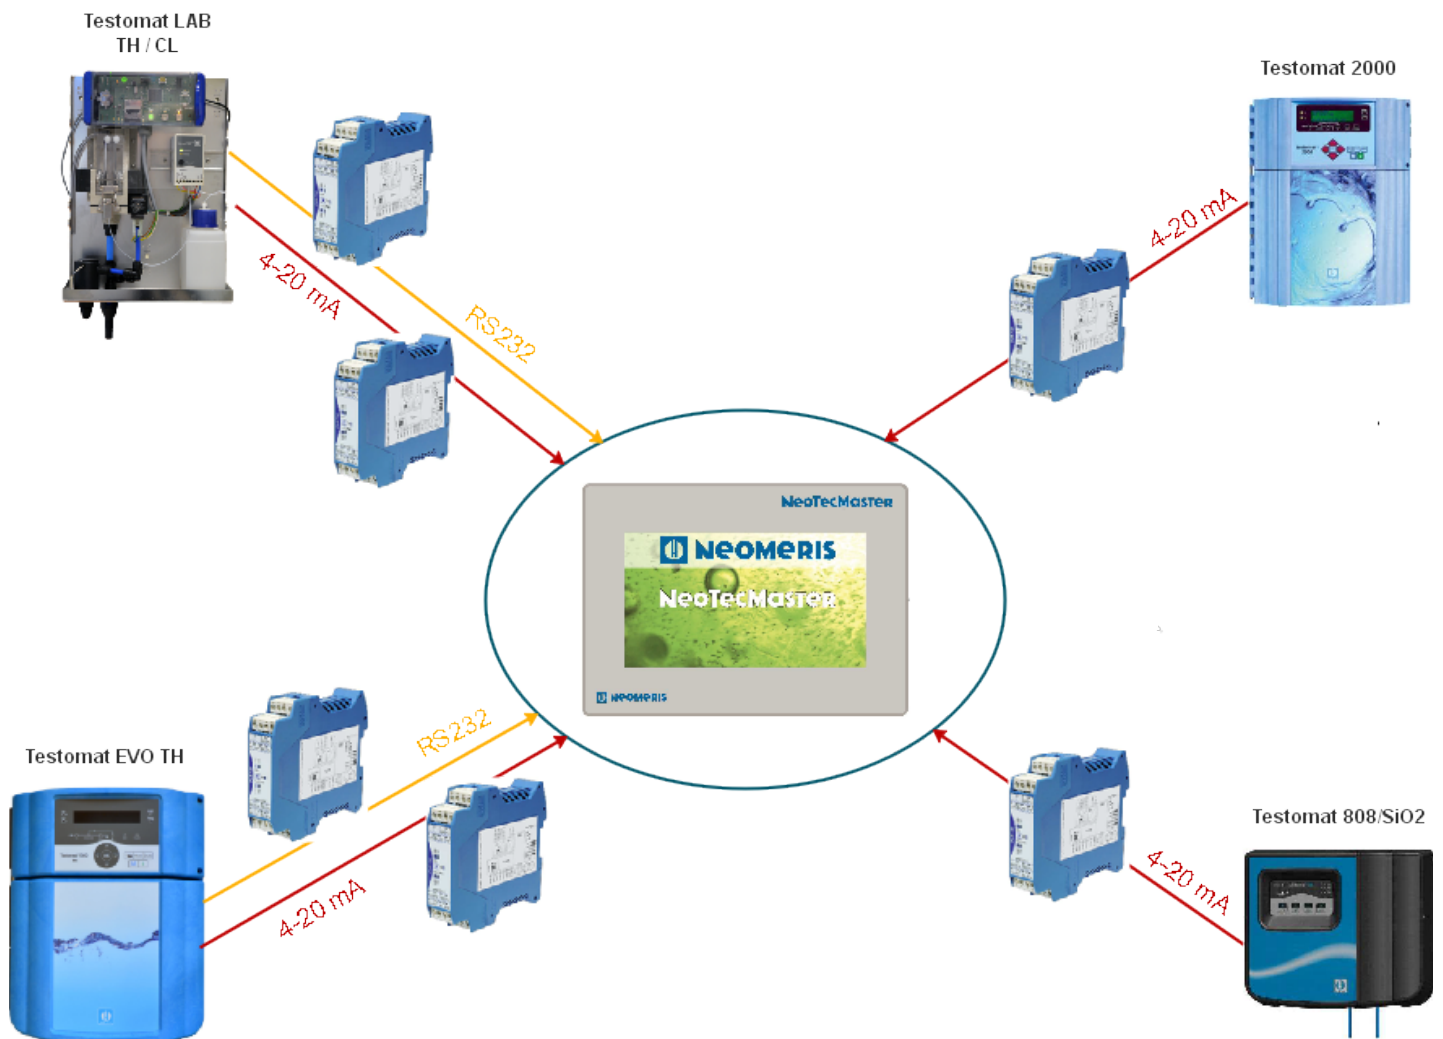 Testomat LAB
TH / CL
Testomat 2000
4-20 mA
4-20 mA
RS232
NeoTecMaster
NEOMERIS
NeoTecMaster
NEOMERIS
RS232
Testomat EVO TH
4-20 mA
Testomat 808/SiO2
4-20 mA